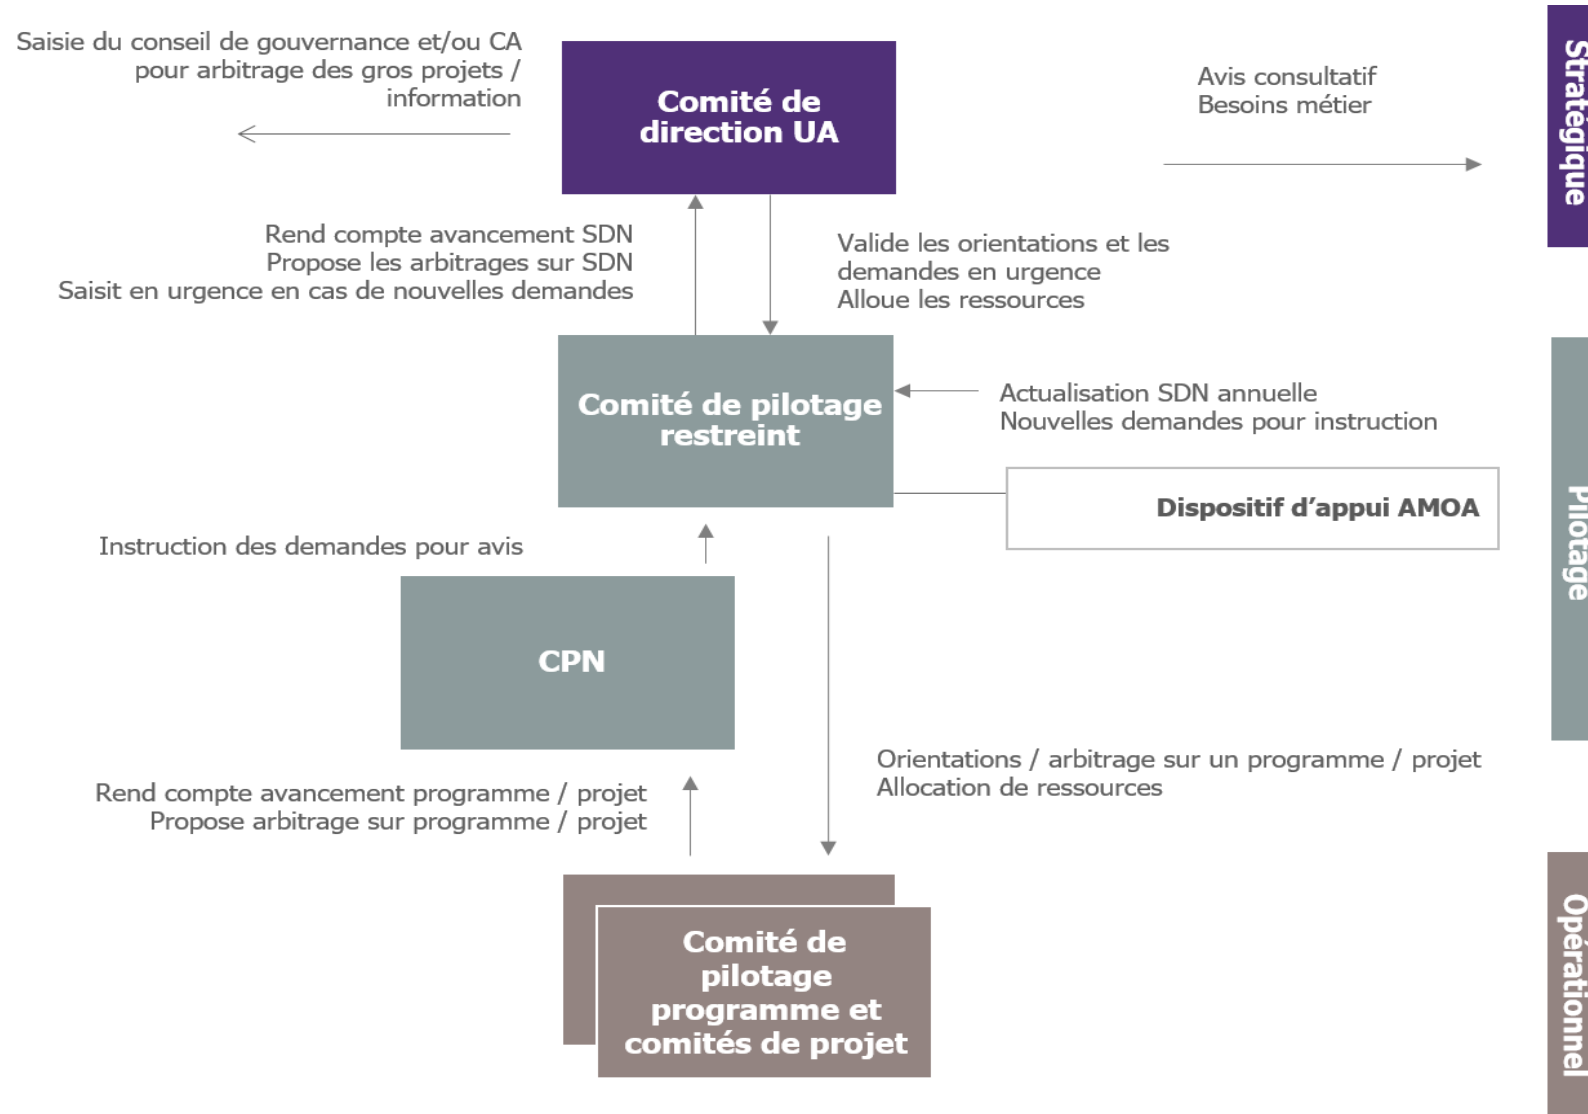 Saisie du conseil de gouvernance et/ou CA
pour arbitrage des gros projets /
information
Comité de
direction UA
Avis consultatif
Besoins métier
Stratégique
Rend compte avancement SDN
Propose les arbitrages sur SDN
Saisit en urgence en cas de nouvelles demandes
Valide les orientations et les
demandes en urgence
Alloue les ressources
Comité de pilotage
restreint
Actualisation SDN annuelle
Nouvelles demandes pour instruction
Dispositif d’appui AMOA
Pilotage
Instruction des demandes pour avis
CPN
Orientations / arbitrage sur un programme / projet
Allocation de ressources
Rend compte avancement programme / projet
Propose arbitrage sur programme / projet
Comité de
pilotage
programme et
comités de projet
Opérationnel